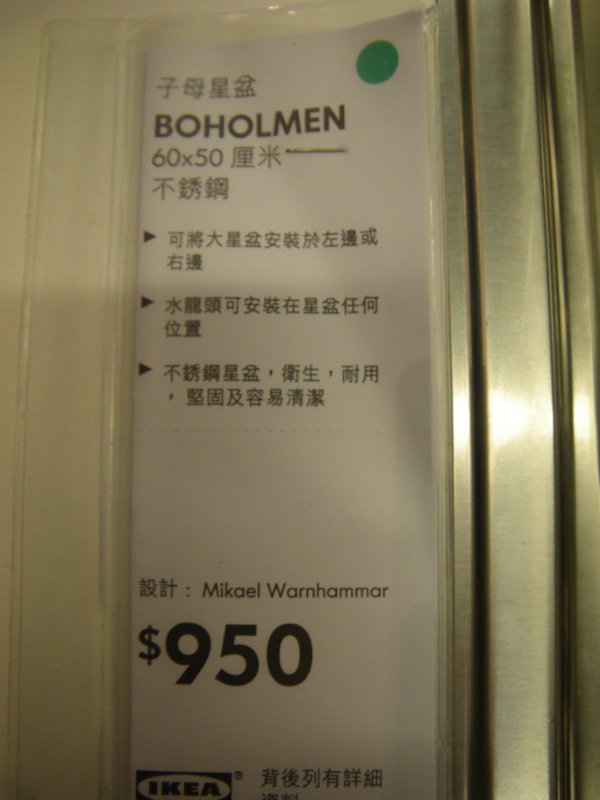 子母星盆
BOHOLMEN
60x50 厘米
不銹鋼
▶ 可將大星盆安裝於左邊或
右邊
▶ 水龍頭可安裝在星盆任何
位置
▶ 不銹鋼星盆，衛生，耐用
，堅固及容易清潔
設計：Mikael Warnhammar
$950
IKEA® 背後列有詳細
資料